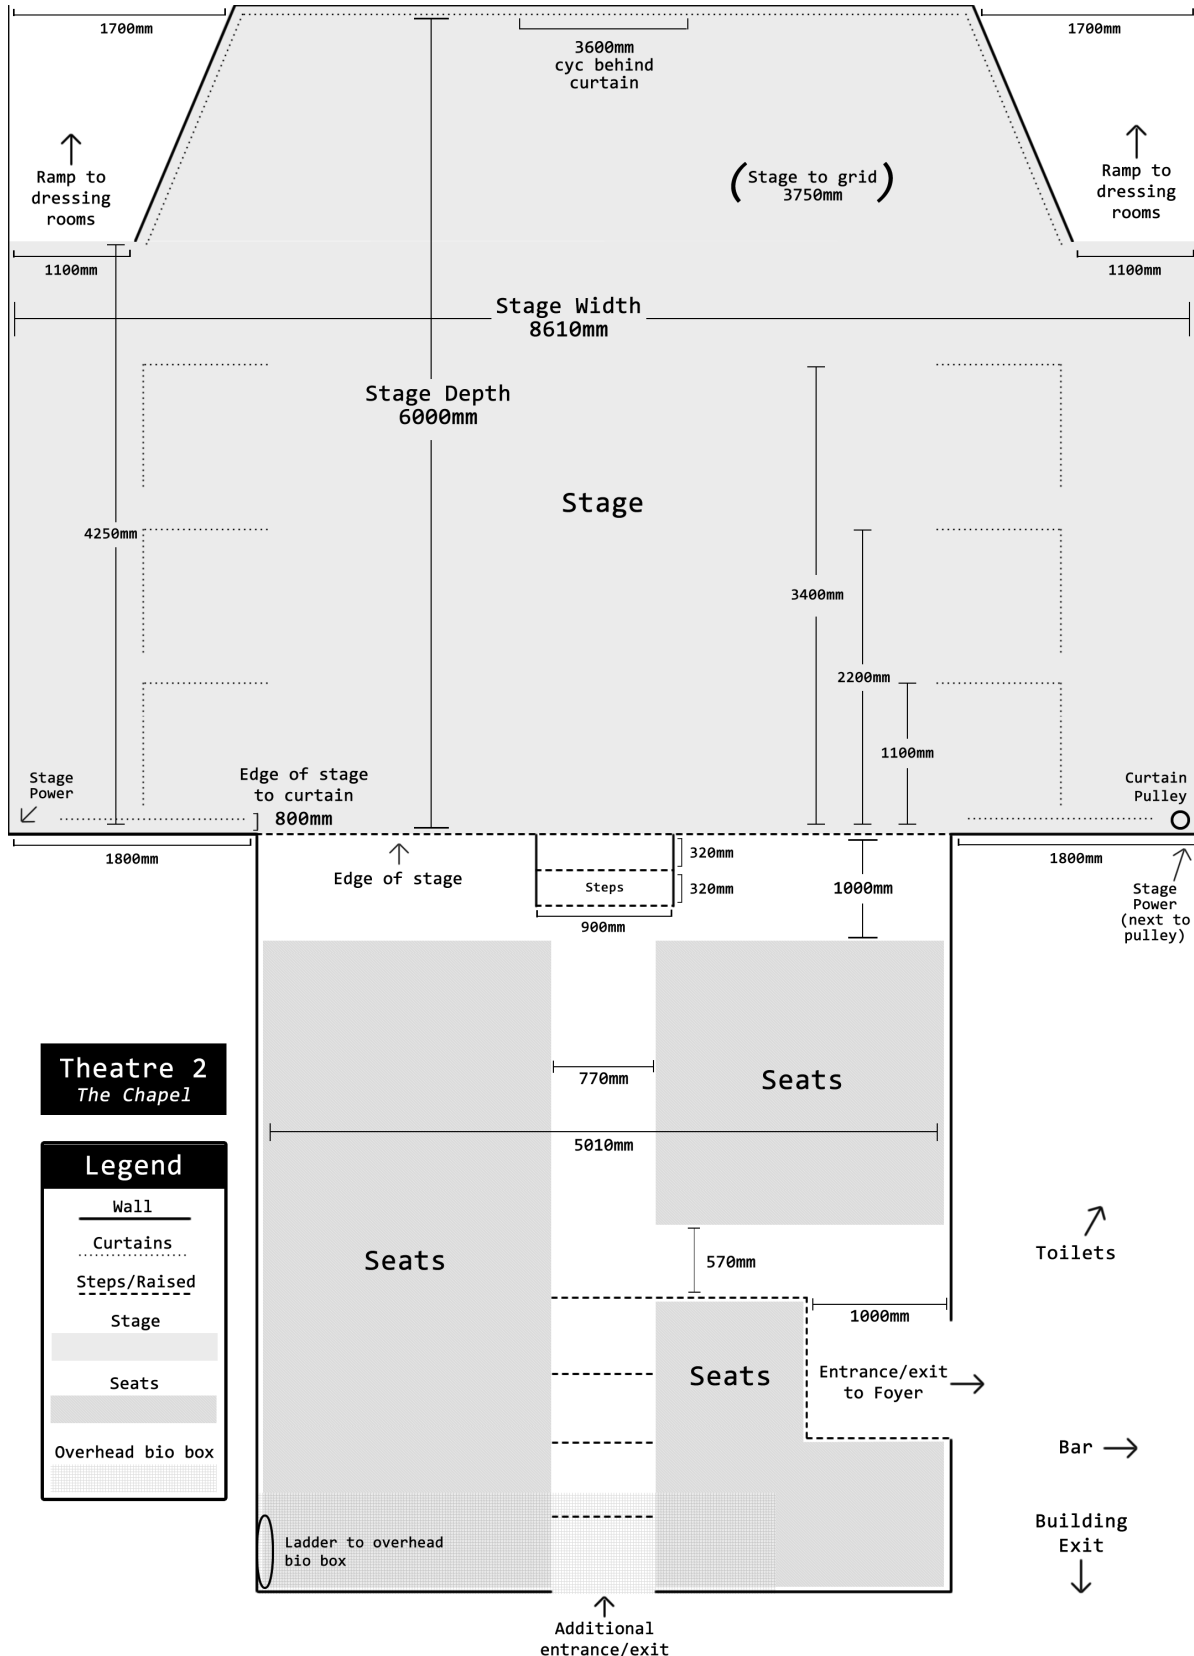 1700mm
3600mm
cyc behind
curtain
1700mm
Ramp to
dressing
rooms
(Stage to grid
3750mm)
Ramp to
dressing
rooms
1100mm
1100mm
Stage Width
8610mm
Stage Depth
6000mm
Stage
4250mm
3400mm
2200mm
1100mm
Stage
Power
Edge of stage
to curtain
800mm
Curtain
Pulley
1800mm
Edge of stage
320mm
Steps
320mm
900mm
1000mm
1800mm
Stage
Power
(next to
pulley)
Theatre 2
The Chapel
770mm
Seats
5010mm
Legend
Wall
Curtains
Steps/Raised
Stage
Seats
Overhead bio box
Seats
570mm
Toilets
1000mm
Seats
Entrance/exit
to Foyer
Bar
Building
Exit
Ladder to overhead
bio box
Additional
entrance/exit